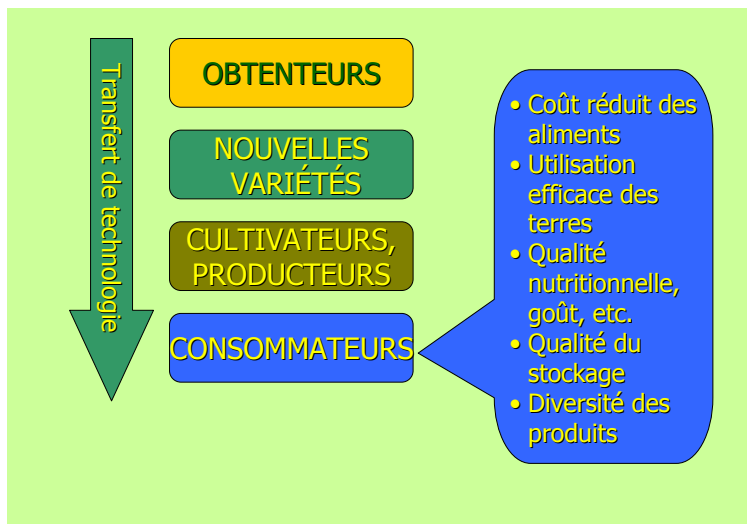 Transfert de technologie
OBTENTEURS
NOUVELLES
VARIÉTÉS
CULTIVATEURS,
PRODUCTEURS
CONSOMMATEURS
• Coût réduit des
aliments
• Utilisation
efficace des
terres
• Qualité
nutritionnelle,
goût, etc.
• Qualité du
stockage
• Diversité des
produits